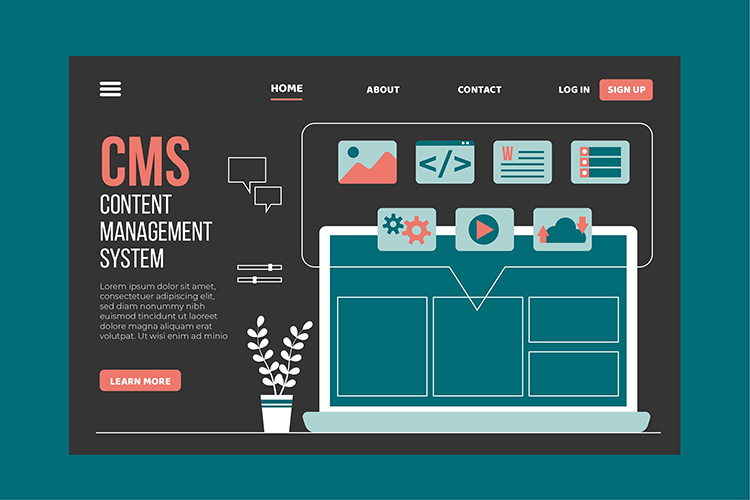 HOME
ABOUT
CONTACT
LOG IN
SIGN UP
CMS
CONTENT
MANAGEMENT
SYSTEM
Lorem ipsum dolor sit amet,
consectetuer adipiscing elit,
sed diam nonummy nibh
euismod tincidunt ut laoreet
dolore magna aliquam erat
volutpat. Ut wisi enim ad minio
LEARN MORE
</>
W